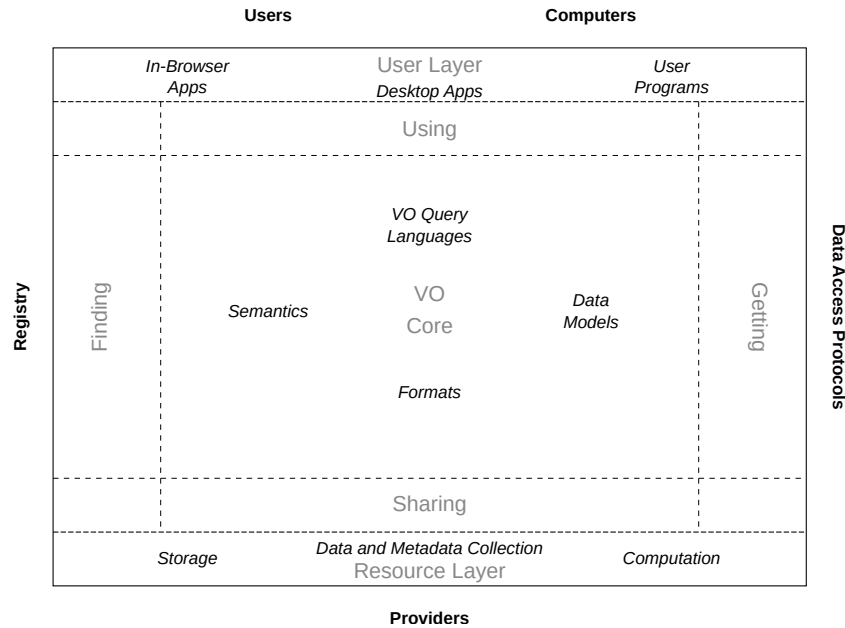 Users
Computers
In-Browser
Apps
User Layer
Desktop Apps
User
Programs
Using
VO Query
Languages
Registry
Finding
Semantics
VO
Core
Data
Models
Getting
Data Access Protocols
Formats
Sharing
Storage
Data and Metadata Collection
Resource Layer
Computation
Providers